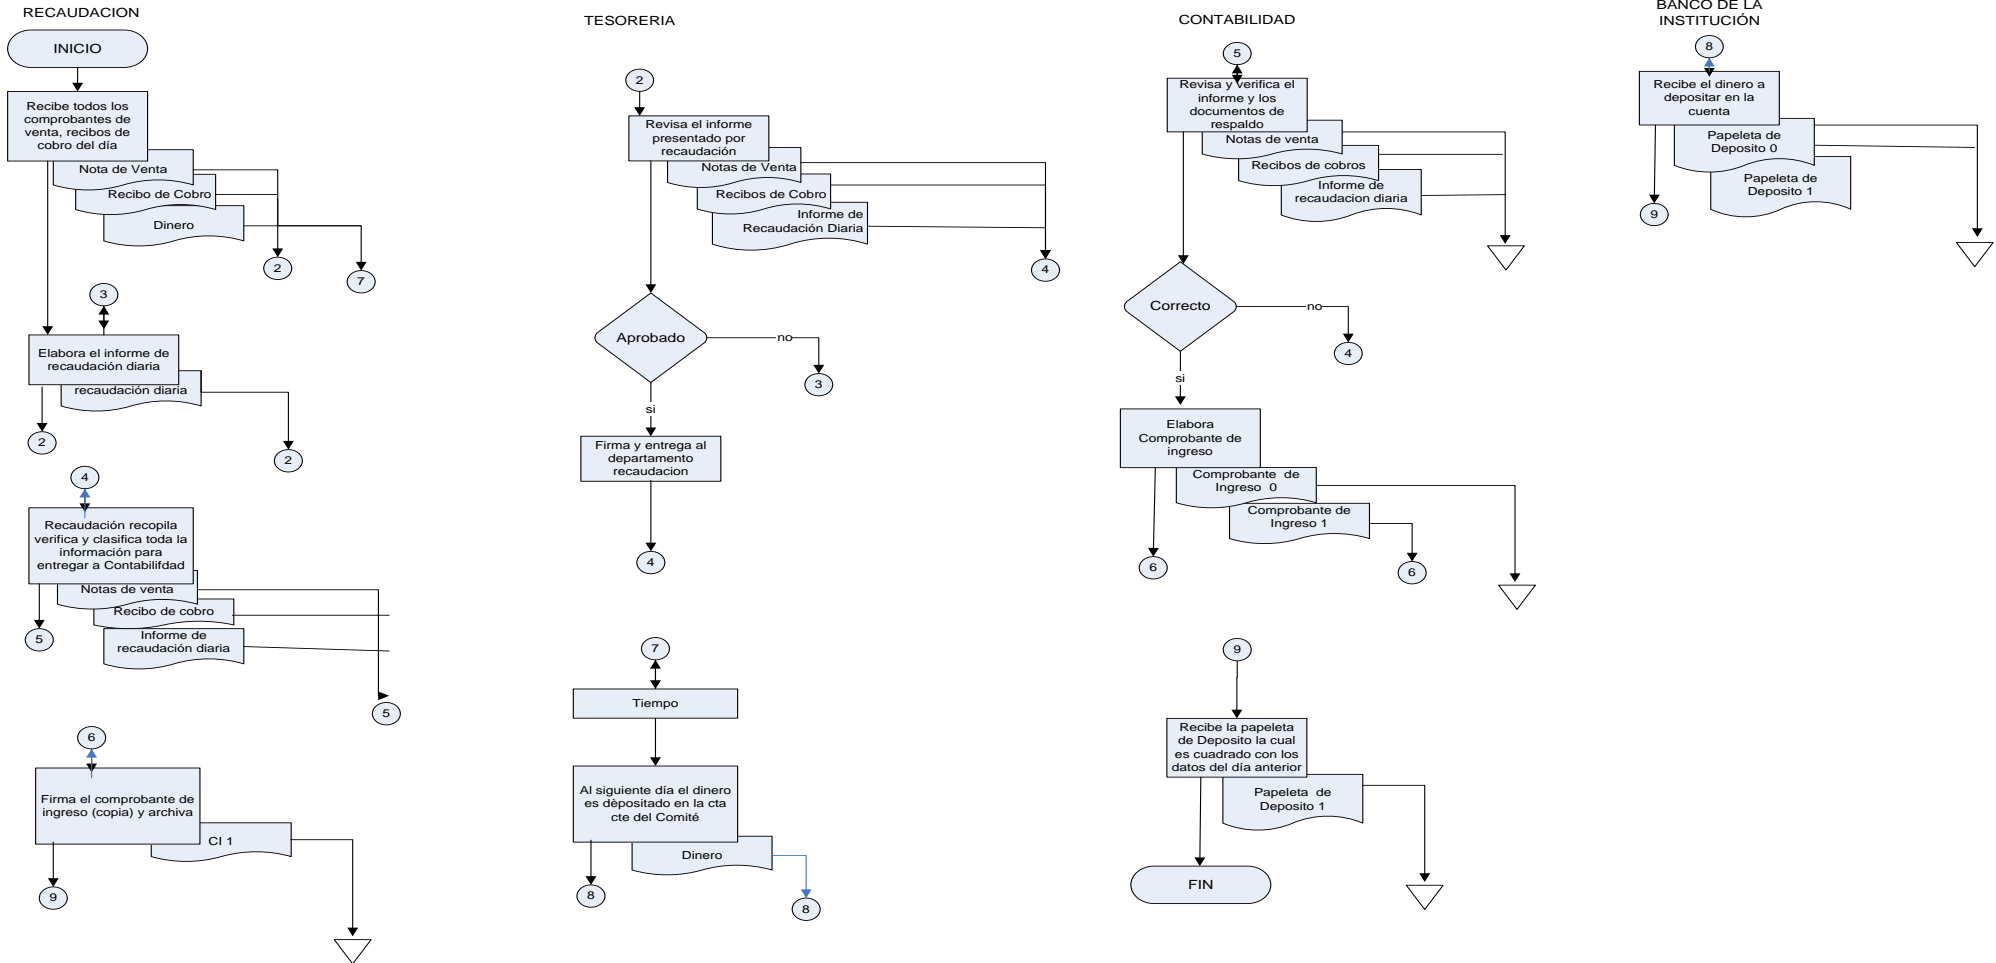 RECAUDACION
INICIO
Recibe todos los
comprobantes de
venta, recibos de
cobro del día
Nota de Venta
Recibo de Cobro
Dinero
2
7
3
Elabora el informe de
recaudación diaria
recaudación diaria
2
2
4
Recaudación recopila
verifica y clasifica toda la
información para
entregar a Contabilifdad
Notas de venta
Recibo de cobro
Informe de
recaudación diaria
5
5
6
Firma el comprobante de
ingreso (copia) y archiva
CI 1
9
TESORERIA
2
Revisa el informe
presentado por
recaudación
Notas de Venta
Recibos de Cobro
Informe de
Recaudación Diaria
4
Aprobado
no
3
si
Firma y entrega al
departamento
recaudacion
4
7
Tiempo
Al siguiente día el dinero
es dèpositado en la cta
cte del Comité
Dinero
8
8
CONTABILIDAD
5
Revisa y verifica el
informe y los
documentos de
respaldo
Notas de venta
Recibos de cobros
Informe de
recaudacion diaria
Correcto
no
4
si
Elabora
Comprobante de
ingreso
Comprobante de
Ingreso 0
Comprobante de
Ingreso 1
6
6
9
Recibe la papeleta
de Deposito la cual
es cuadrado con los
datos del día anterior
Papeleta de
Deposito 1
FIN
BANCO DE LA
INSTITUCIÓN
8
Recibe el dinero a
depositar en la
cuenta
Papeleta de
Deposito 0
Papeleta de
Deposito 1
9